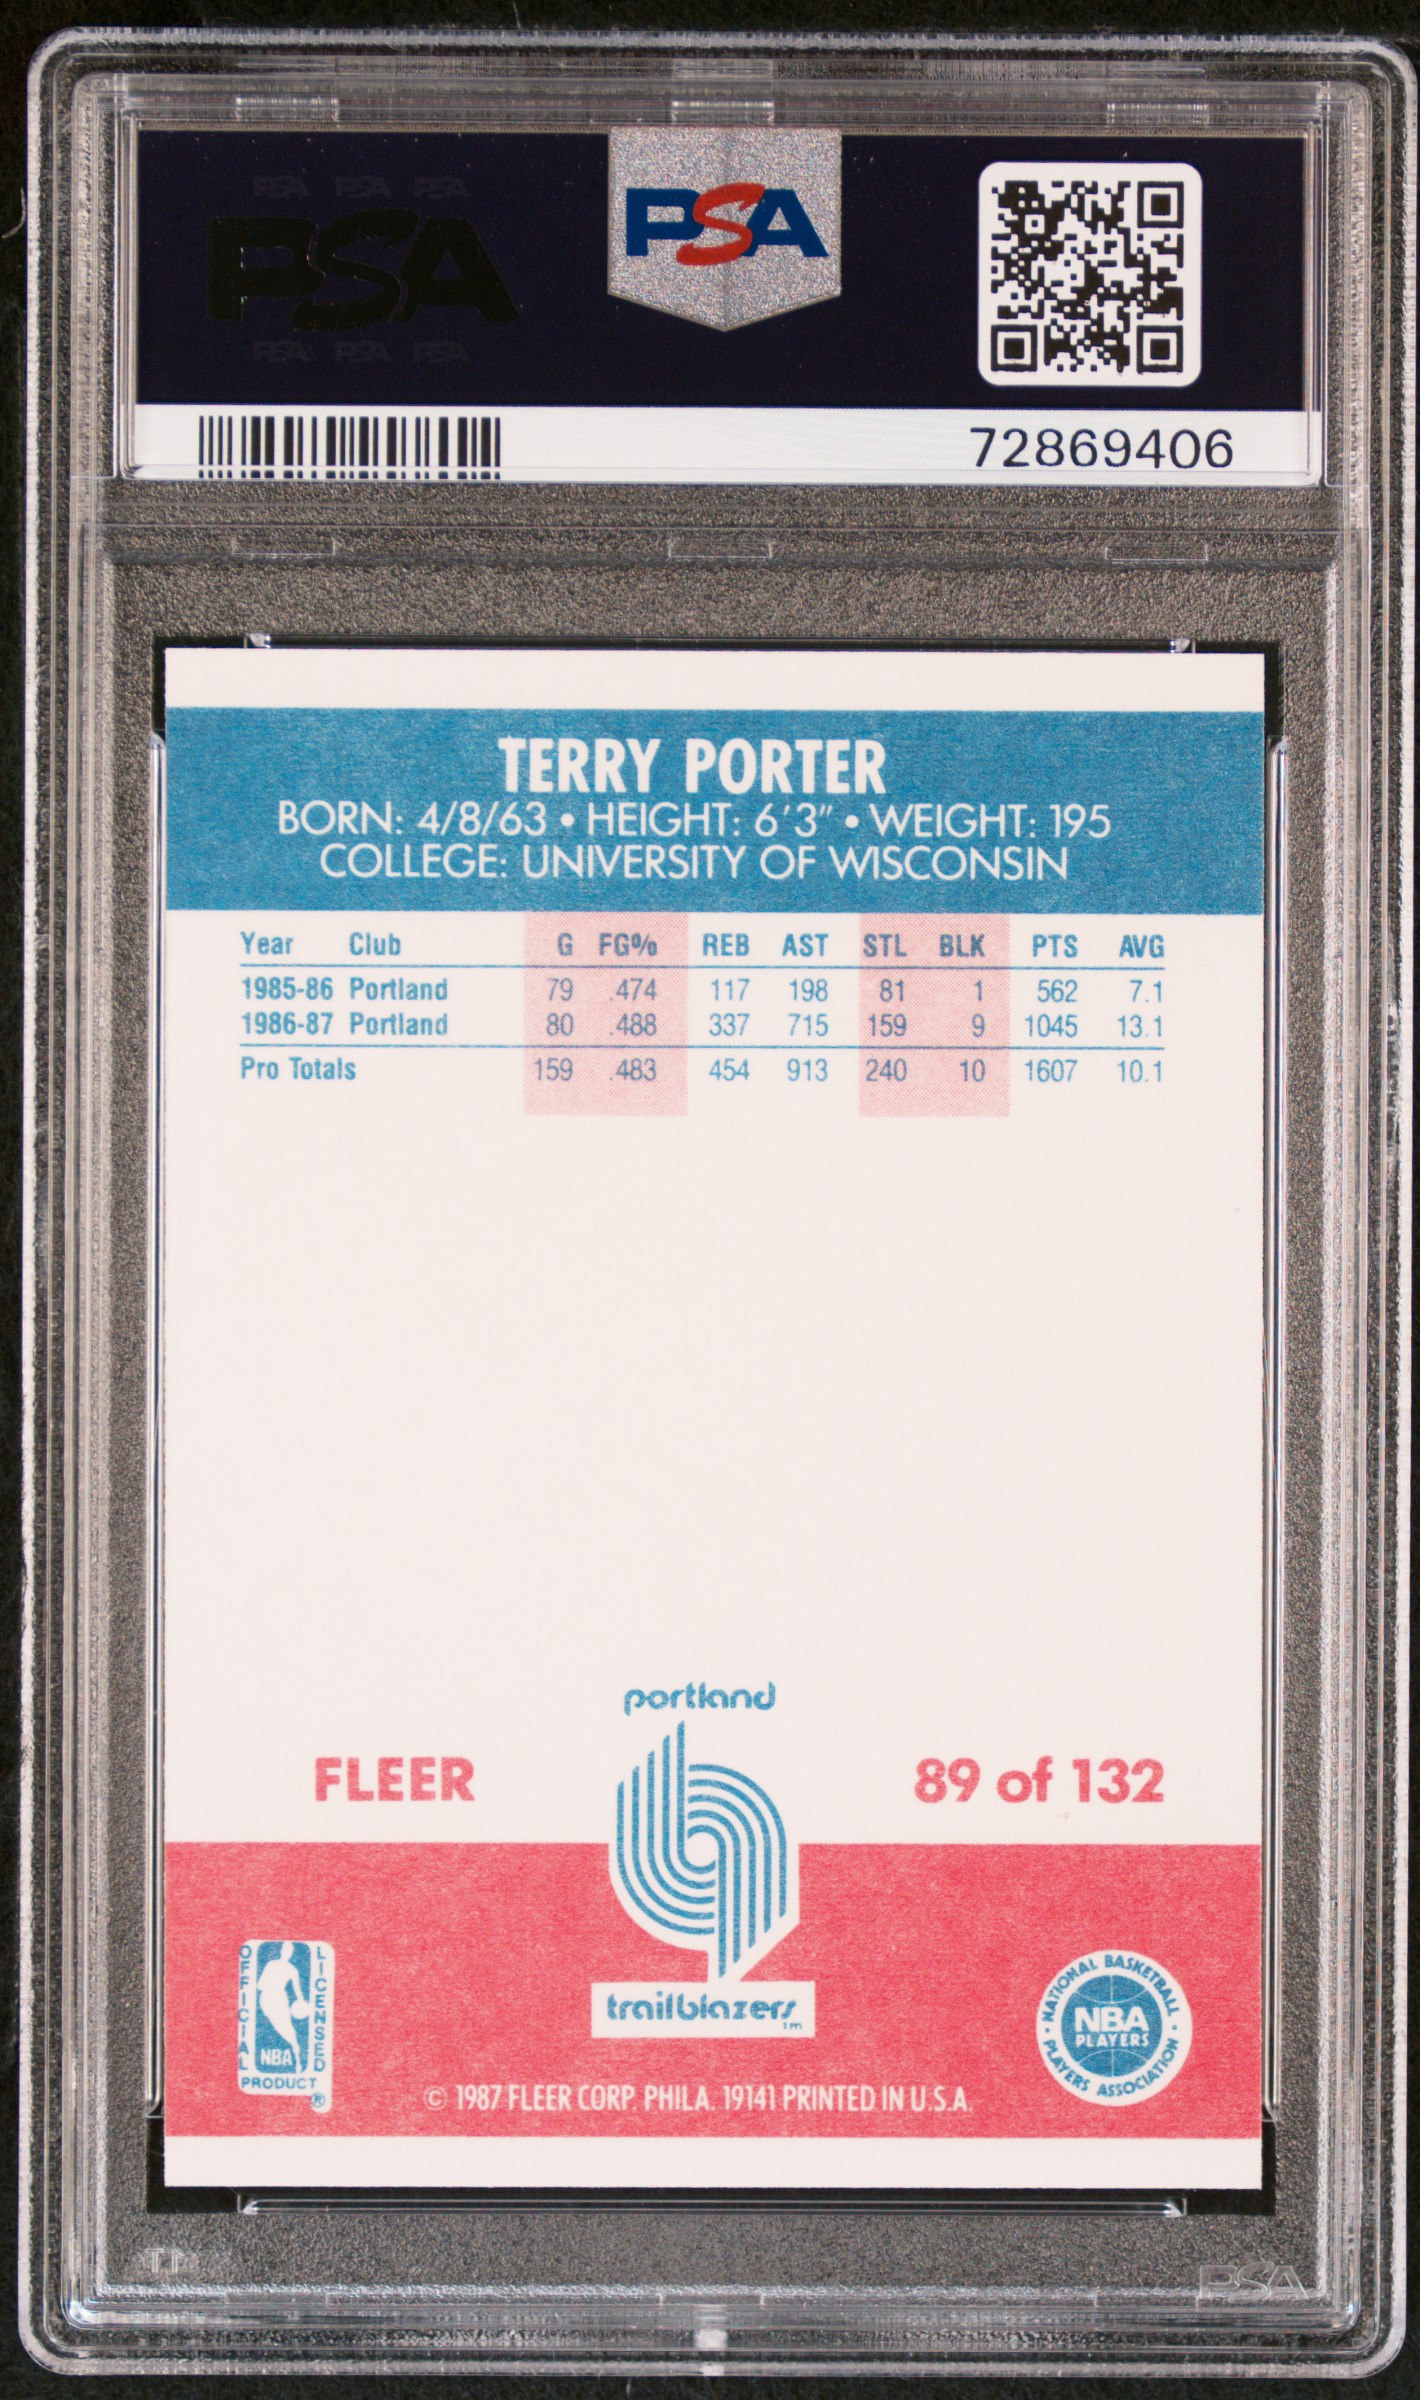 PSA PSA PSA
PSA
PSA PSA PSA
PSA
72869406
TERRY PORTER
BORN: 4/8/63 • HEIGHT: 6'3" • WEIGHT: 195
COLLEGE: UNIVERSITY OF WISCONSIN
Year Club G FG% REB AST STL BLK PTS AVG
1985-86 Portland 79 .474 117 198 81 1 562 7.1
1986-87 Portland 80 .488 337 715 159 9 1045 13.1
Pro Totals 159 .483 454 913 240 10 1607 10.1
portland
FLEER
89 of 132
trailblazers
tm
OFFICIAL LICENSED
NBA
PRODUCT
®
NATIONAL BASKETBALL
NBA
PLAYERS
PLAYERS ASSOCIATION
© 1987 FLEER CORP. PHILA. 19141 PRINTED IN U.S.A.
PSA